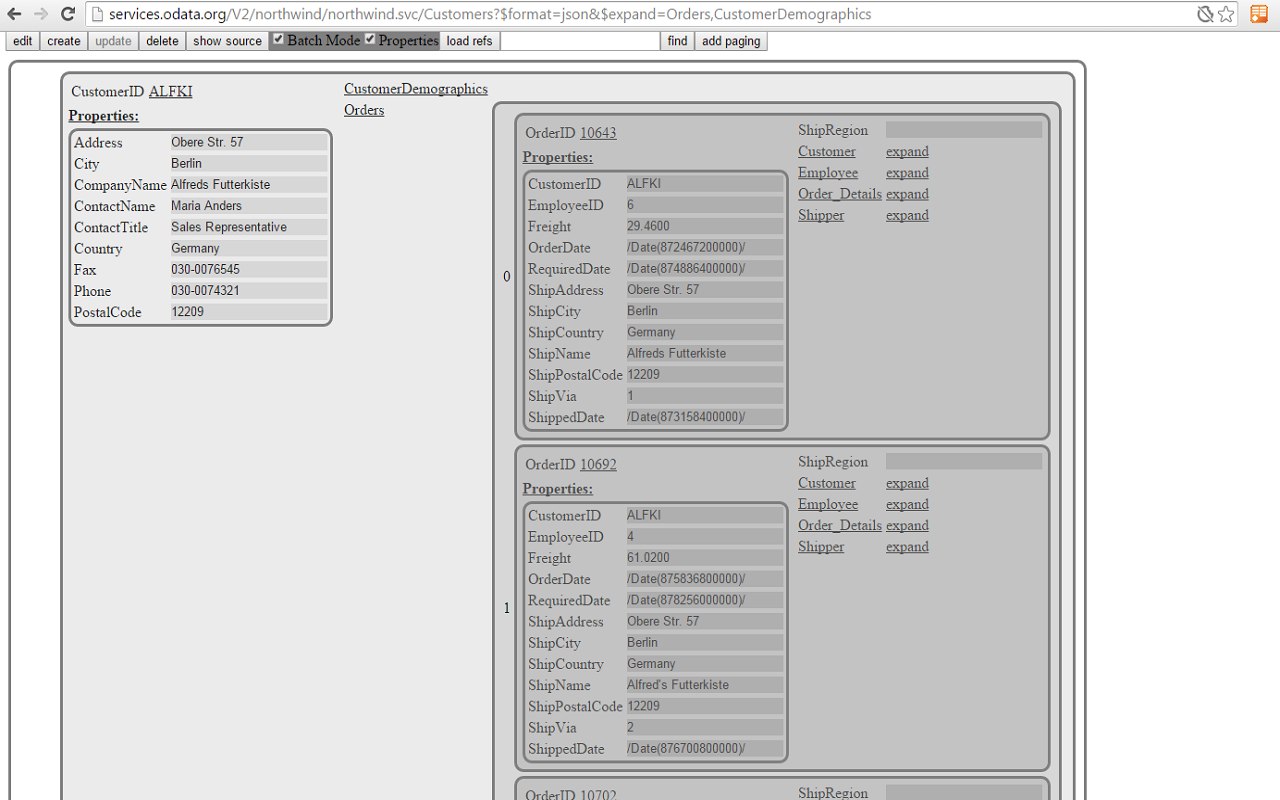 services.odata.org/V2/northwind/northwind.svc/Customers?$format=json&$expand=Orders,CustomerDemographics
edit create update delete show source Batch Mode Properties load refs find add paging
CustomerID ALFKI
Properties:
Address Obere Str. 57
City Berlin
CompanyName Alfreds Futterkiste
ContactName Maria Anders
ContactTitle Sales Representative
Country Germany
Fax 030-0076545
Phone 030-0074321
PostalCode 12209
CustomerDemographics
Orders
0
OrderID 10643
Properties:
CustomerID ALFKI
EmployeeID 6
Freight 29.4600
OrderDate /Date(872467200000)/
RequiredDate /Date(874886400000)/
ShipAddress Obere Str. 57
ShipCity Berlin
ShipCountry Germany
ShipName Alfreds Futterkiste
ShipPostalCode 12209
ShipVia 1
ShippedDate /Date(873158400000)/
ShipRegion
Customer expand
Employee expand
Order_Details expand
Shipper expand
1
OrderID 10692
Properties:
CustomerID ALFKI
EmployeeID 4
Freight 61.0200
OrderDate /Date(875836800000)/
RequiredDate /Date(878256000000)/
ShipAddress Obere Str. 57
ShipCity Berlin
ShipCountry Germany
ShipName Alfred's Futterkiste
ShipPostalCode 12209
ShipVia 2
ShippedDate /Date(876700800000)/
ShipRegion
Customer expand
Employee expand
Order_Details expand
Shipper expand
OrderID 10702
ShipRegion